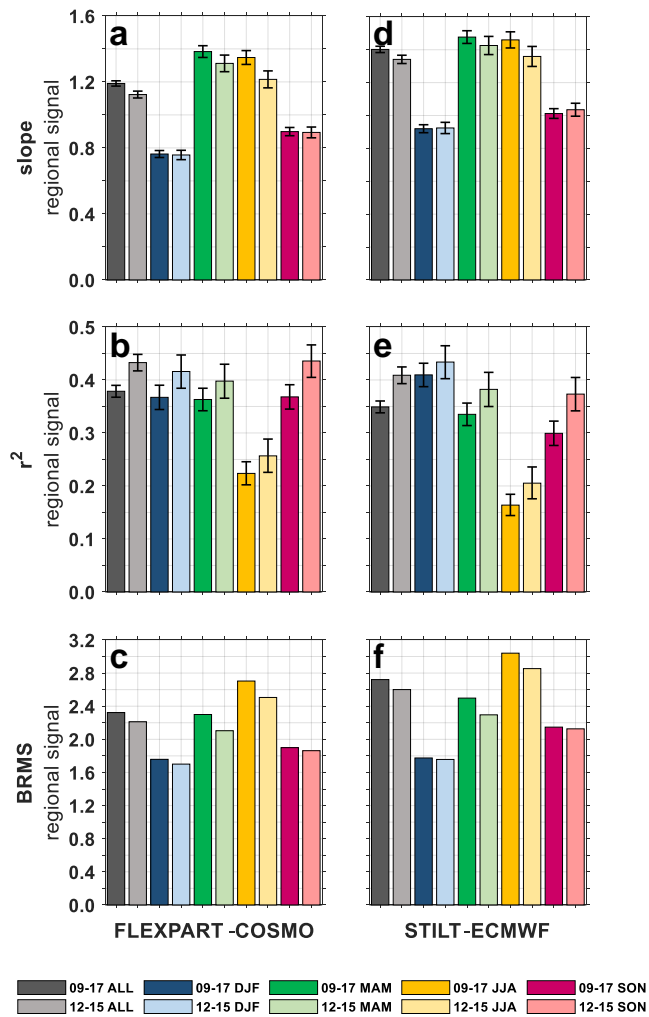 a
d
slope
regional signal
1.6
1.2
0.8
0.4
0.0
b
e
r2
regional signal
0.5
0.4
0.3
0.2
0.1
0.0
c
f
BRMS
regional signal
3.2
2.8
2.4
2.0
1.6
1.2
0.8
0.4
0.0
FLEXPART -COSMO STILT-ECMWF
09-17 ALL 09-17 DJF 09-17 MAM 09-17 JJA 09-17 SON
12-15 ALL 12-15 DJF 12-15 MAM 12-15 JJA 12-15 SON